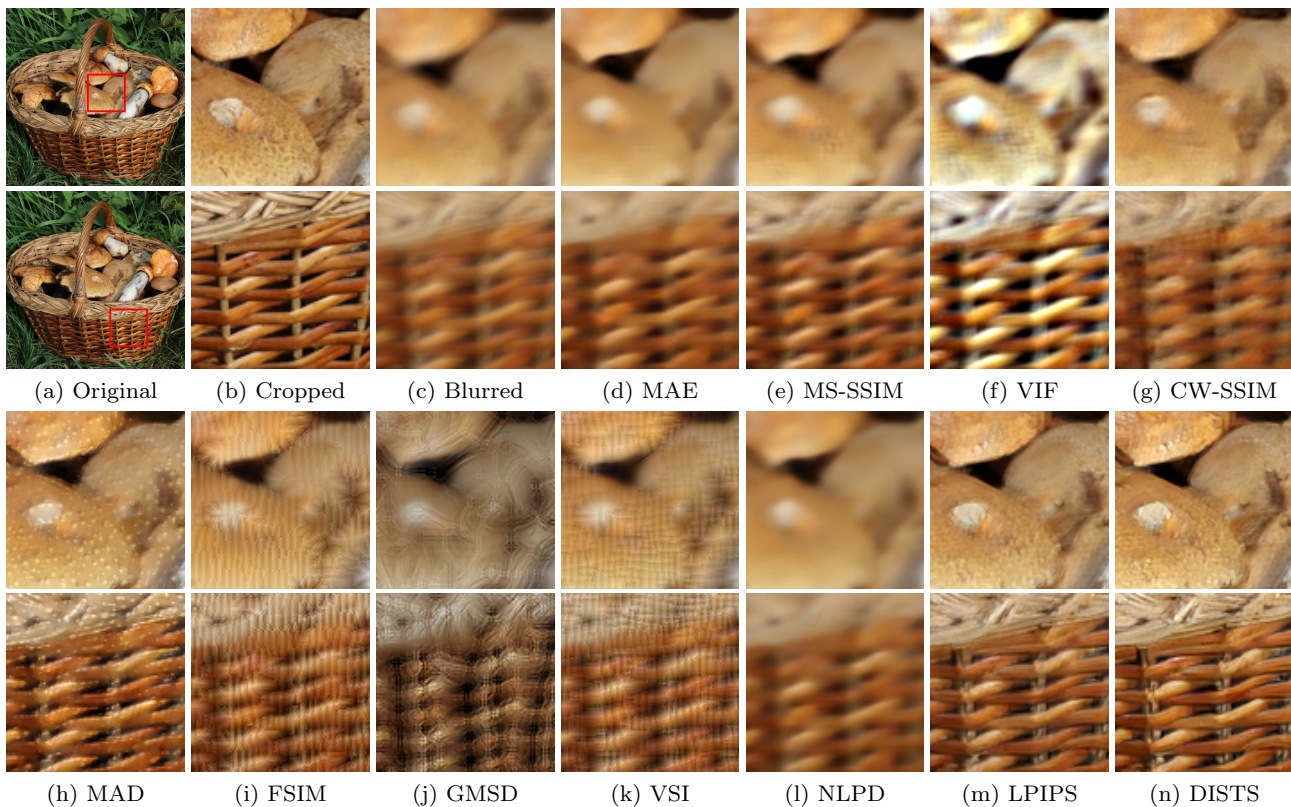 (a) Original
(b) Cropped
(c) Blurred
(d) MAE
(e) MS-SSIM
(f) VIF
(g) CW-SSIM
(h) MAD
(i) FSIM
(j) GMSD
(k) VSI
(l) NLPD
(m) LPIPS
(n) DISTS